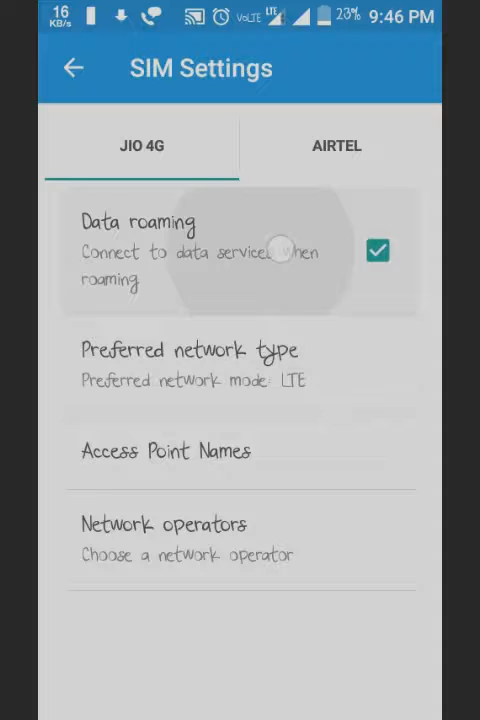 16
KB/s
VoLTE
LTE
23%
9:46 PM
SIM Settings
JIO 4G
AIRTEL
Data roaming
Connect to data services when
roaming
Preferred network type
Preferred network mode: LTE
Access Point Names
Network operators
Choose a network operator